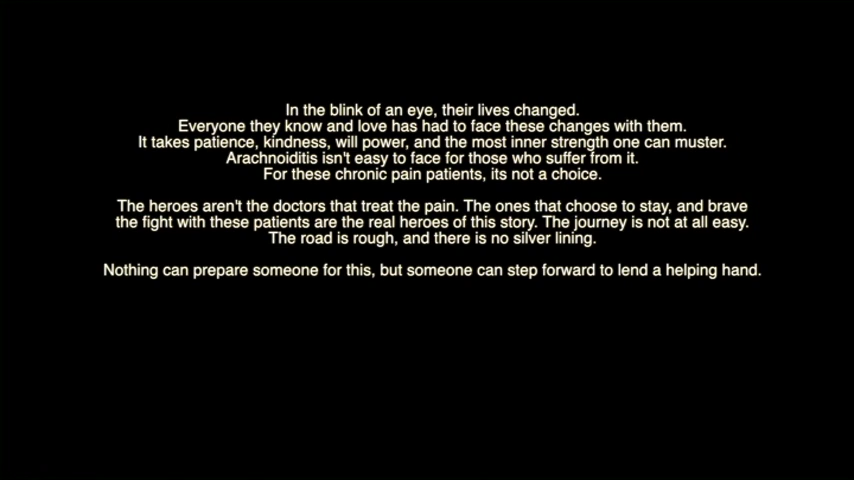 In the blink of an eye, their lives changed.
Everyone they know and love has had to face these changes with them.
It takes patience, kindness, will power, and the most inner strength one can muster.
Arachnoiditis isn't easy to face for those who suffer from it.
For these chronic pain patients, its not a choice.
The heroes aren't the doctors that treat the pain. The ones that choose to stay, and brave
the fight with these patients are the real heroes of this story. The journey is not at all easy.
The road is rough, and there is no silver lining.
Nothing can prepare someone for this, but someone can step forward to lend a helping hand.